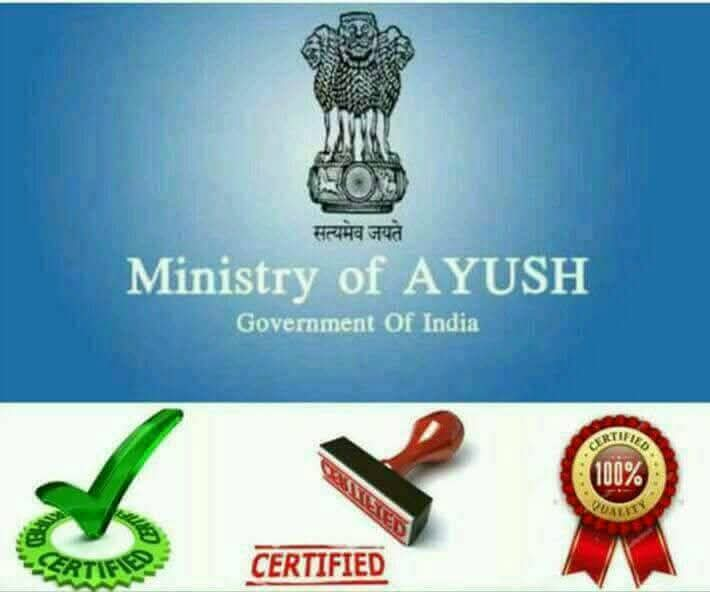 सत्यमेव जयते
Ministry of AYUSH
Government Of India
CERTIFIED
CERTIFIED
CERTIFIED
CERTIFIED
100%
QUALITY